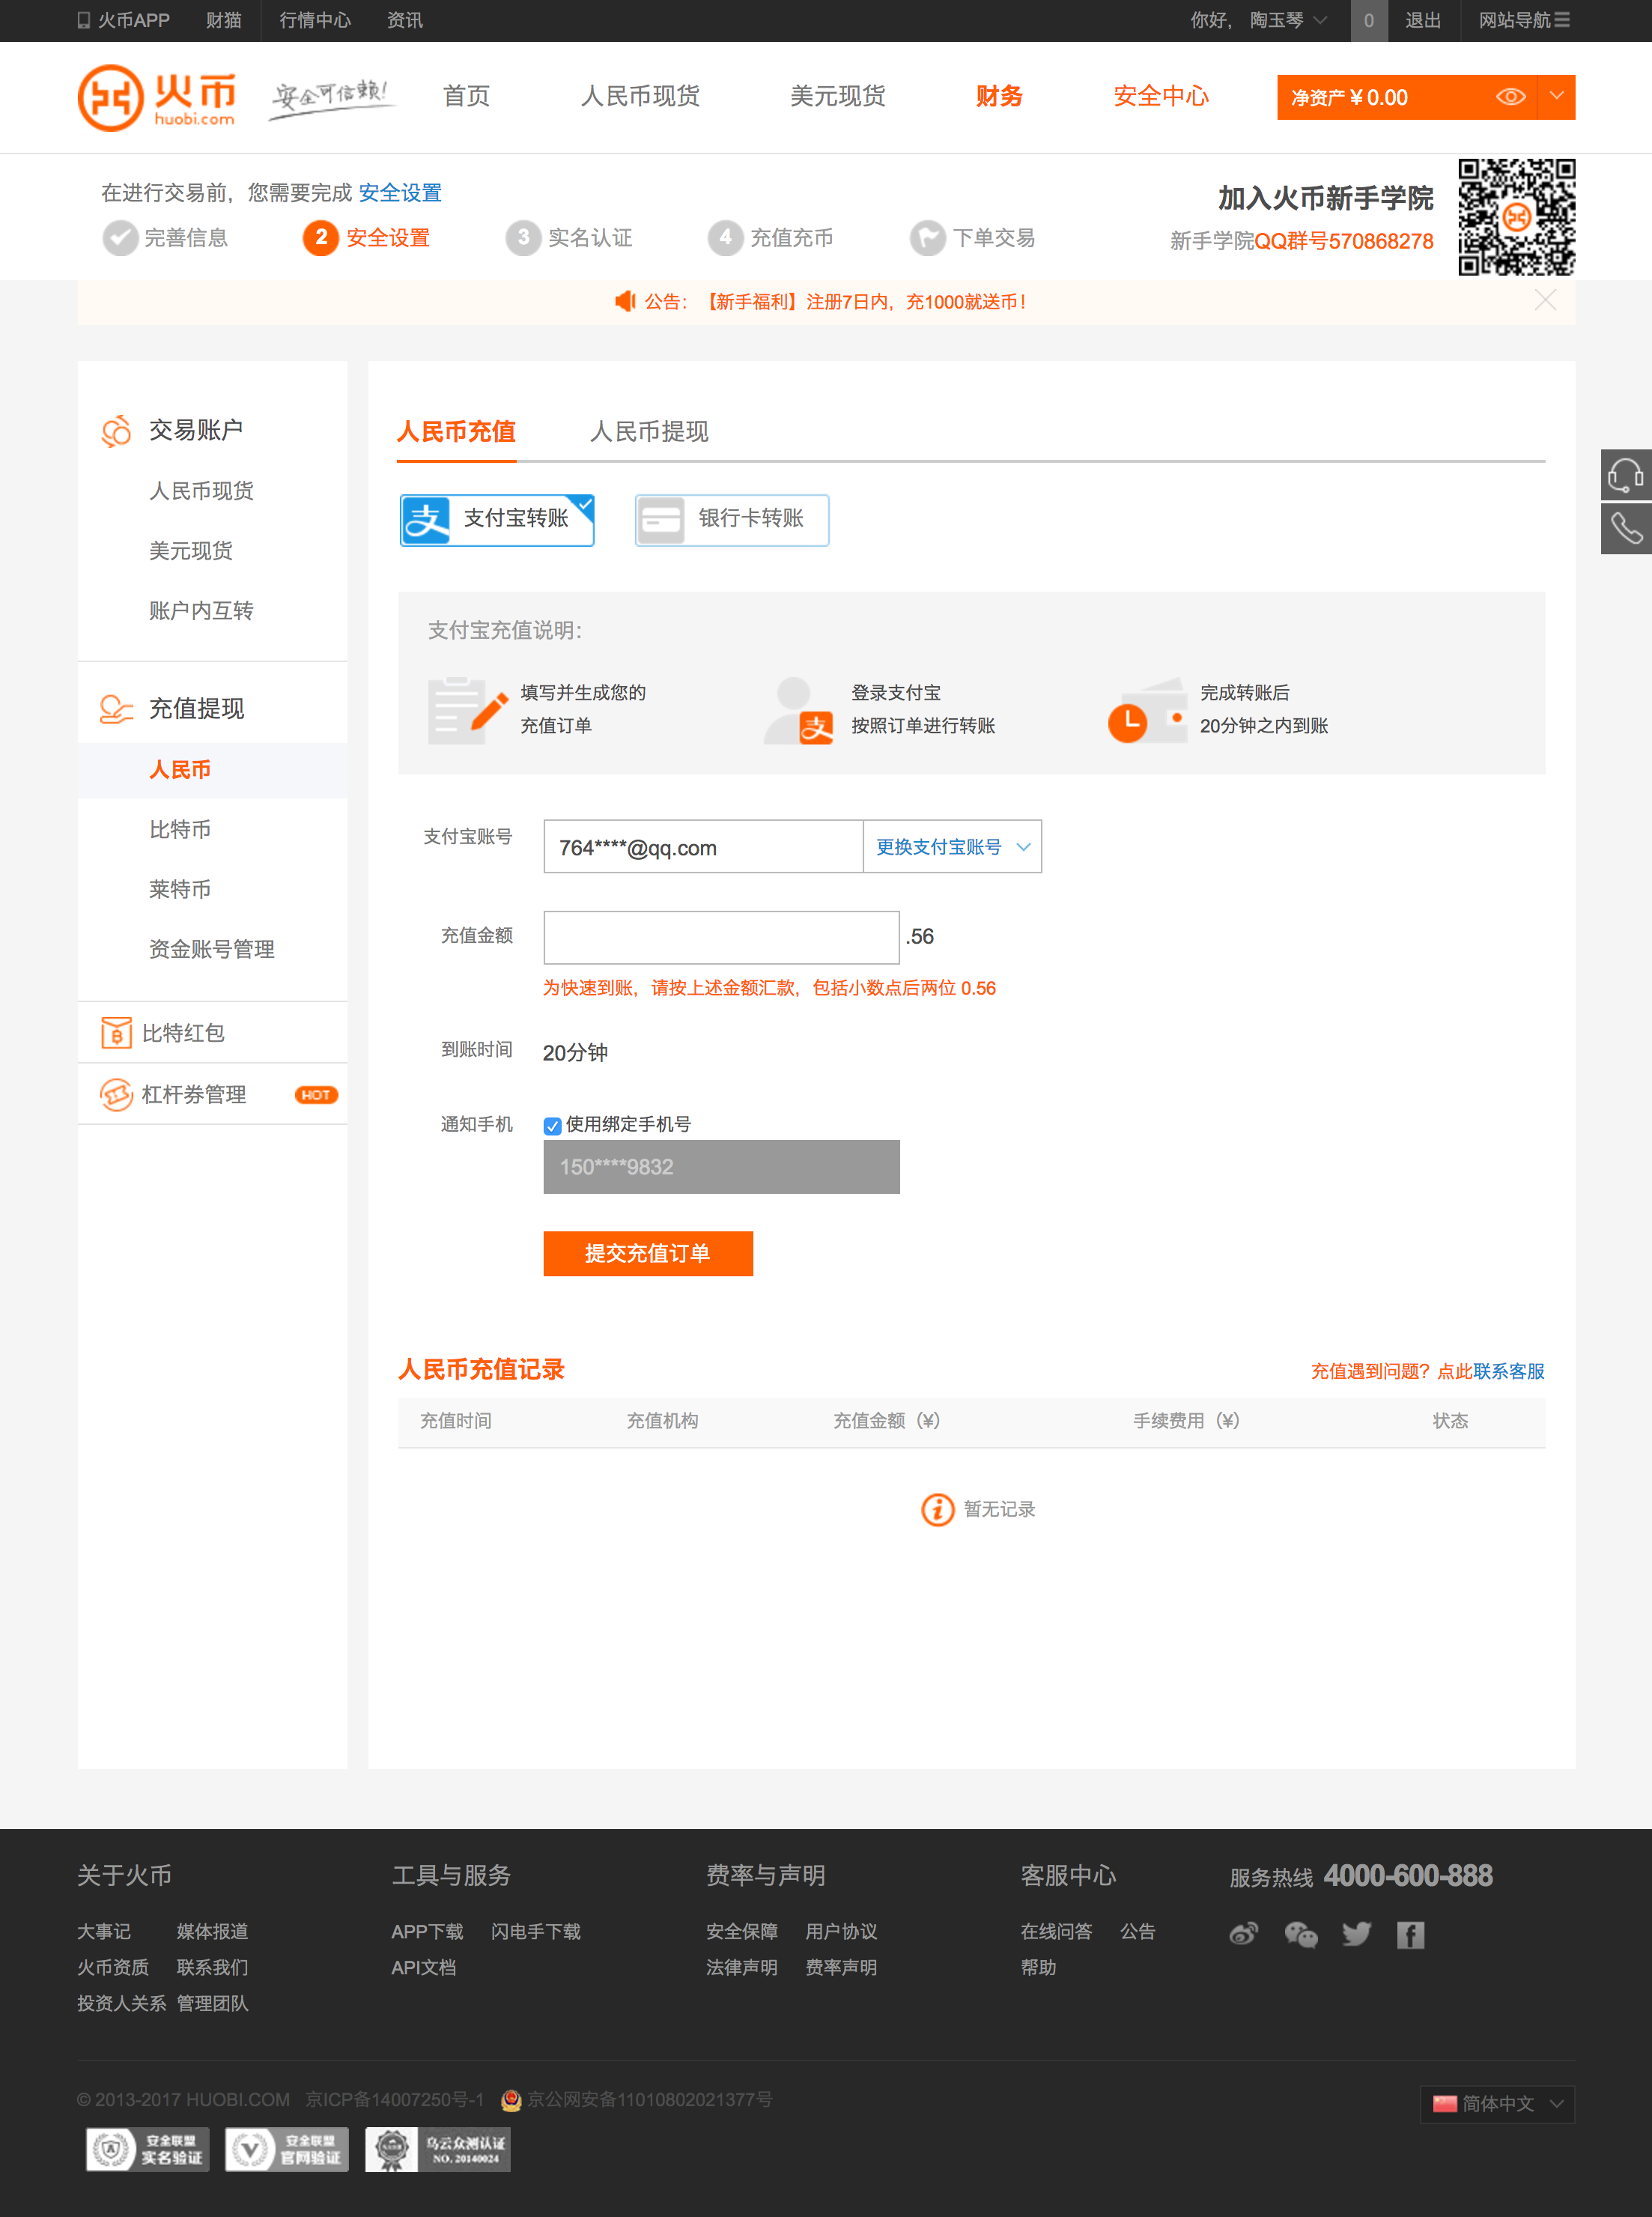 火币APP 财猫 行情中心 资讯 你好, 陶玉琴 0 退出 网站导航
火币 huobi.com 安全可信赖! 首页 人民币现货 美元现货 财务 安全中心 净资产￥0.00
在进行交易前，您需要完成 安全设置
完善信息 2 安全设置 3 实名认证 4 充值充币 下单交易
加入火币新手学院
新手学院QQ群号570868278
公告：【新手福利】注册7日内，充1000就送币！
交易账户
人民币现货
美元现货
账户内互转
充值提现
人民币
比特币
莱特币
资金账号管理
比特红包
杠杆券管理 HOT
人民币充值 人民币提现
支付宝转账 银行卡转账
支付宝充值说明：
填写并生成您的
充值订单
登录支付宝
按照订单进行转账
完成转账后
20分钟之内到账
支付宝账号 764****@qq.com 更换支付宝账号
充值金额 .56
为快速到账，请按上述金额汇款，包括小数点后两位 0.56
到账时间 20分钟
通知手机 使用绑定手机号
150****9832
提交充值订单
人民币充值记录 充值遇到问题？点此联系客服
充值时间 充值机构 充值金额（¥） 手续费用（¥） 状态
暂无记录
关于火币 工具与服务 费率与声明 客服中心 服务热线 4000-600-888
大事记 媒体报道 APP下载 闪电手下载 安全保障 用户协议 在线问答 公告
火币资质 联系我们 API文档 法律声明 费率声明 帮助
投资人关系 管理团队
© 2013-2017 HUOBI.COM 京ICP备14007250号-1 京公网安备11010802021377号
简体中文
安全联盟
实名验证
安全联盟
官网验证
乌云众测认证
NO. 20140024